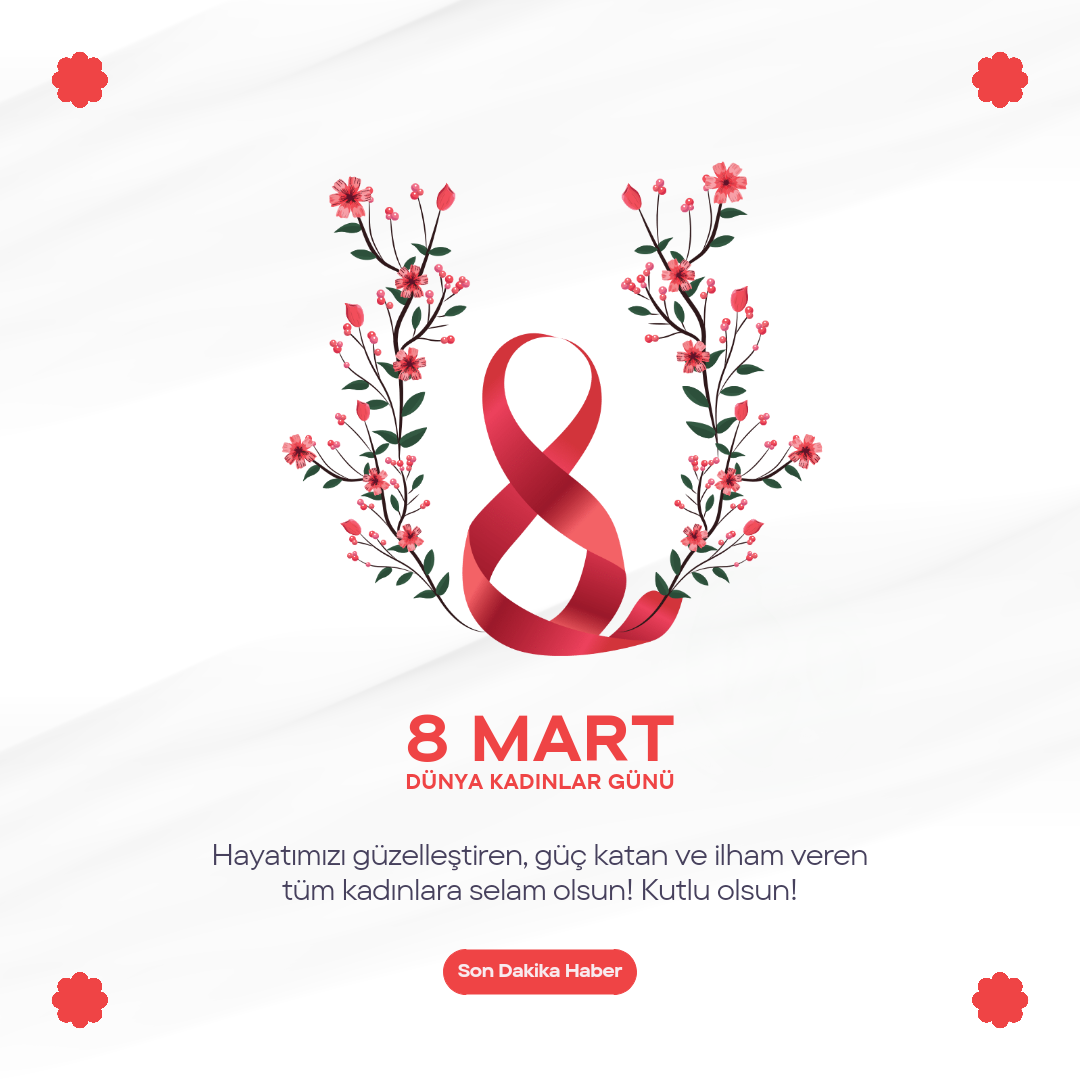 8 MART
DÜNYA KADINLAR GÜNÜ
Hayatımızı güzelleştiren, güç katan ve ilham veren
tüm kadınlara selam olsun! Kutlu olsun!
Son Dakika Haber